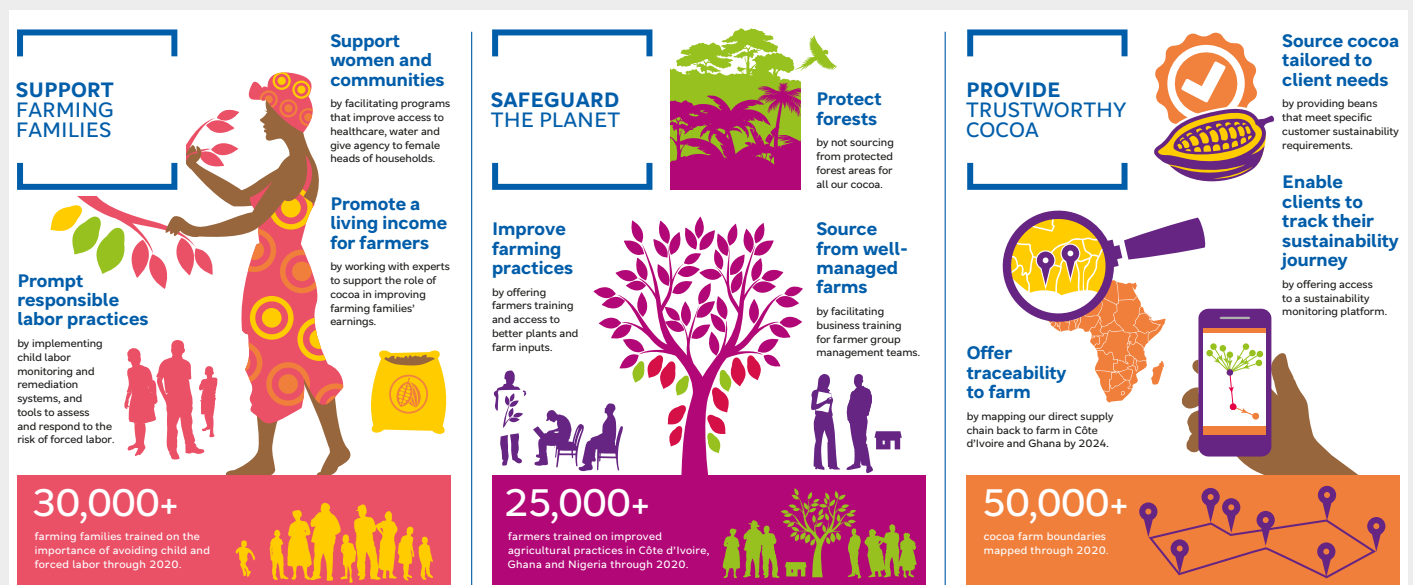 SUPPORT
FARMING
FAMILIES
Support
women and
communities
by facilitating programs
that improve access to
healthcare, water and
give agency to female
heads of households.
Promote a
living income
for farmers
by working with experts
to support the role of
cocoa in improving
farming families'
earnings.
Prompt
responsible
labor practices
by implementing
child labor
monitoring and
remediation
systems, and
tools to assess
and respond to the
risk of forced labor.
30,000+
farming families trained on the
importance of avoiding child and
forced labor through 2020.
SAFEGUARD
THE PLANET
Protect
forests
by not sourcing
from protected
forest areas for
all our cocoa.
Improve
farming
practices
by offering
farmers training
and access to
better plants and
farm inputs.
Source
from well-
managed
farms
by facilitating
business training
for farmer group
management teams.
25,000+
farmers trained on improved
agricultural practices in Côte d'Ivoire,
Ghana and Nigeria through 2020.
PROVIDE
TRUSTWORTHY
COCOA
Source cocoa
tailored to
client needs
by providing beans
that meet specific
customer sustainability
requirements.
Enable
clients to
track their
sustainability
journey
by offering access
to a sustainability
monitoring platform.
Offer
traceability
to farm
by mapping our direct supply
chain back to farm in Côte
d'Ivoire and Ghana by 2024.
50,000+
cocoa farm boundaries
mapped through 2020.